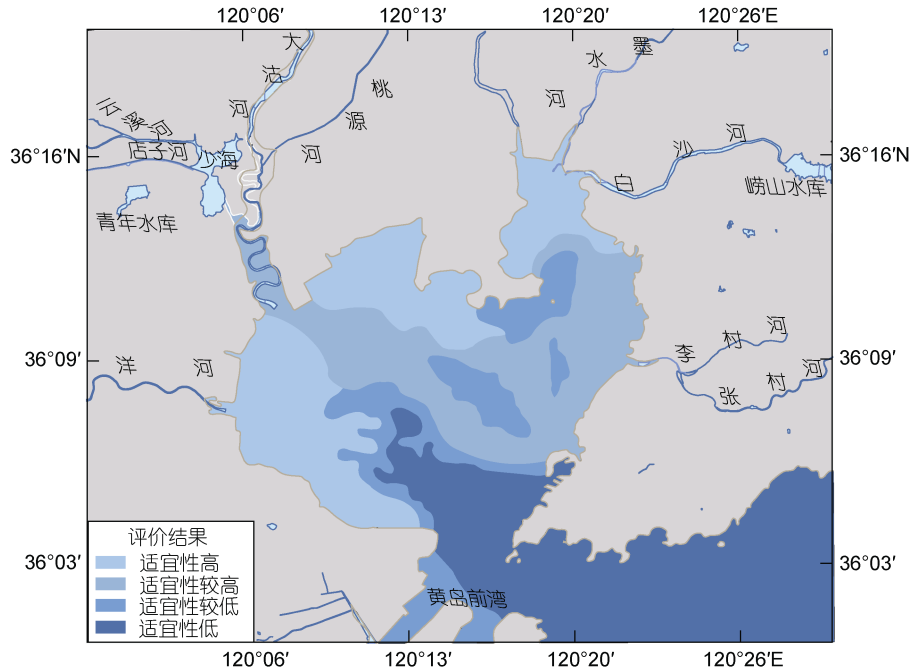 120°06′ 120°13′ 120°20′ 120°26′E
大沽河
桃源河
墨水河
云溪河
店子河
少海
36°16′N 36°16′N
白沙河
崂山水库
青年水库
36°09′ 36°09′
洋河
李村河
张村河
评价结果
适宜性高
适宜性较高
适宜性较低
适宜性低
36°03′ 36°03′
黄岛前湾
120°06′ 120°13′ 120°20′ 120°26′E